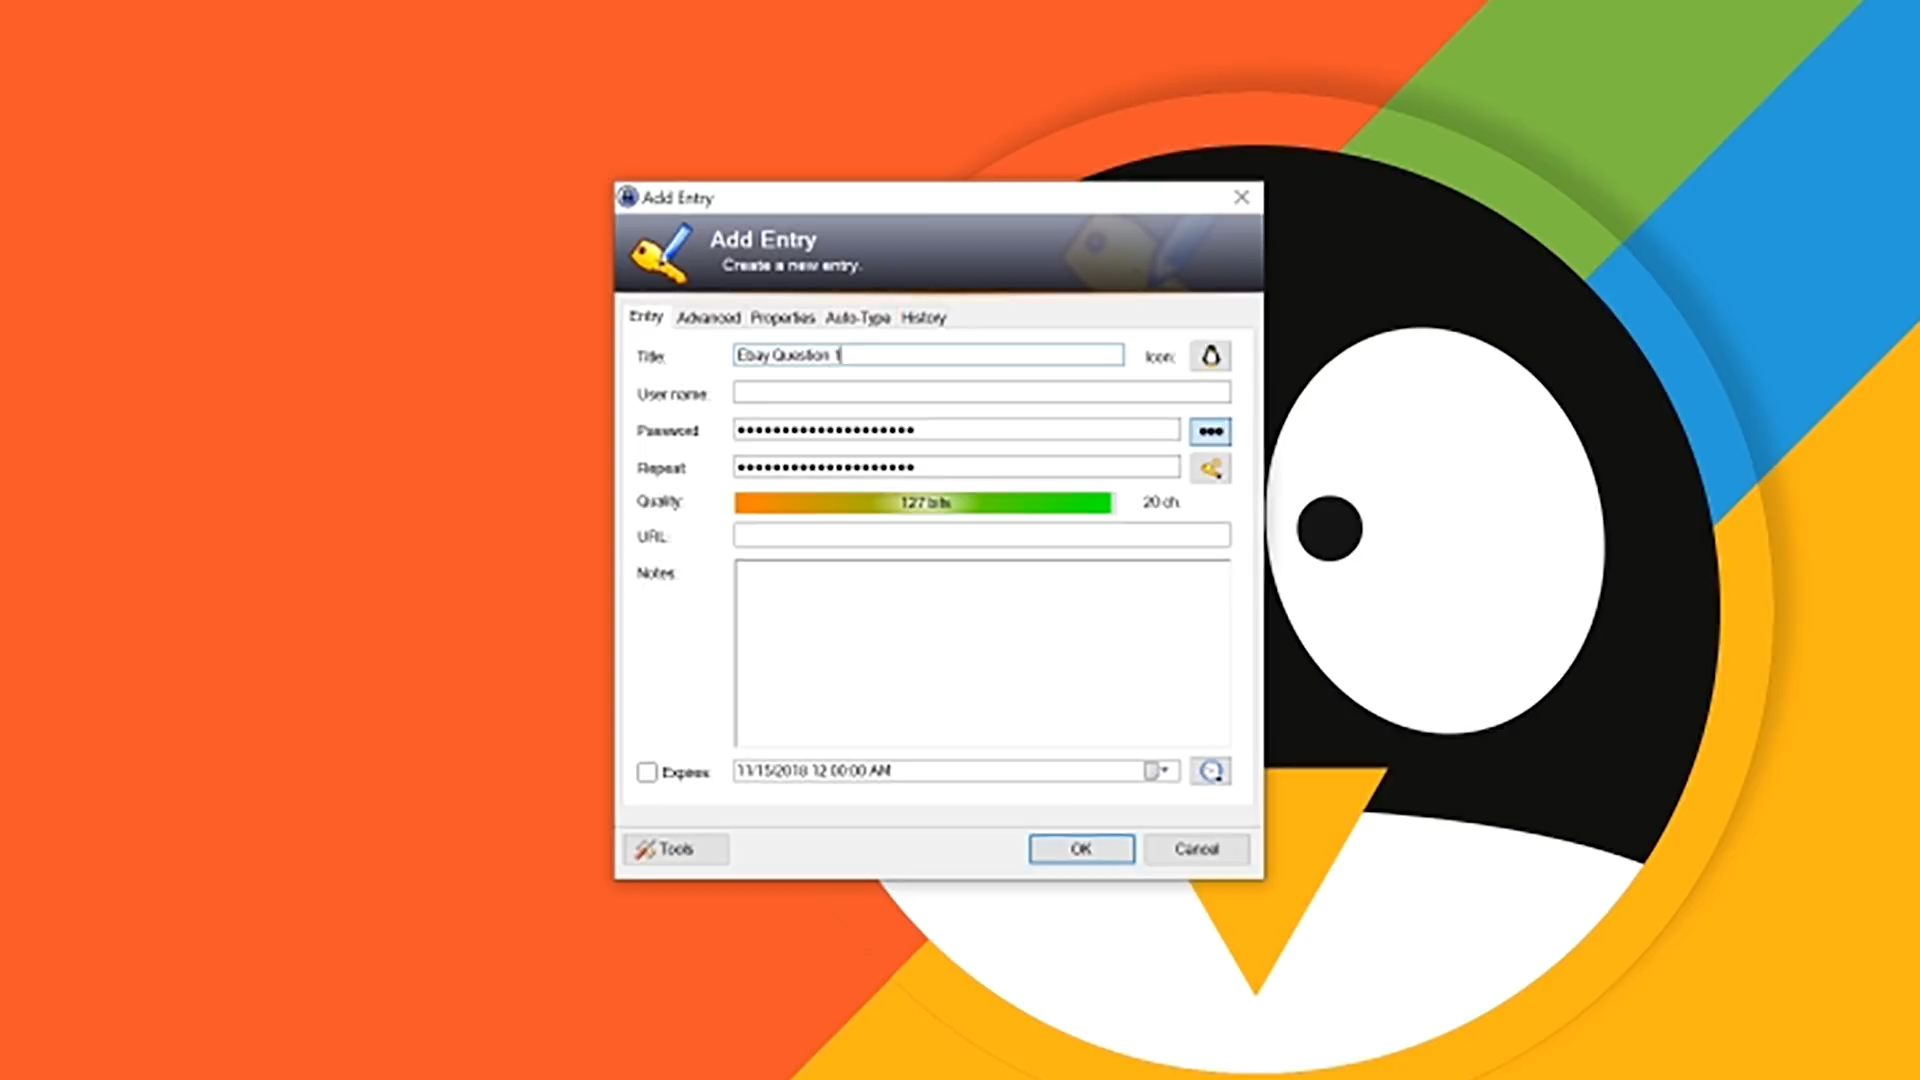 Add Entry
Add Entry
Create a new entry.
Entry Advanced Properties Auto-Type History
Title: Ebay Question 1 Icon:
User name:
Password: ●●●●●●●●●●●●●●●●●●●●
Repeat: ●●●●●●●●●●●●●●●●●●●●
Quality: 127 bits 20 ch.
URL:
Notes:
Expires: 11/15/2018 12:00:00 AM
Tools OK Cancel